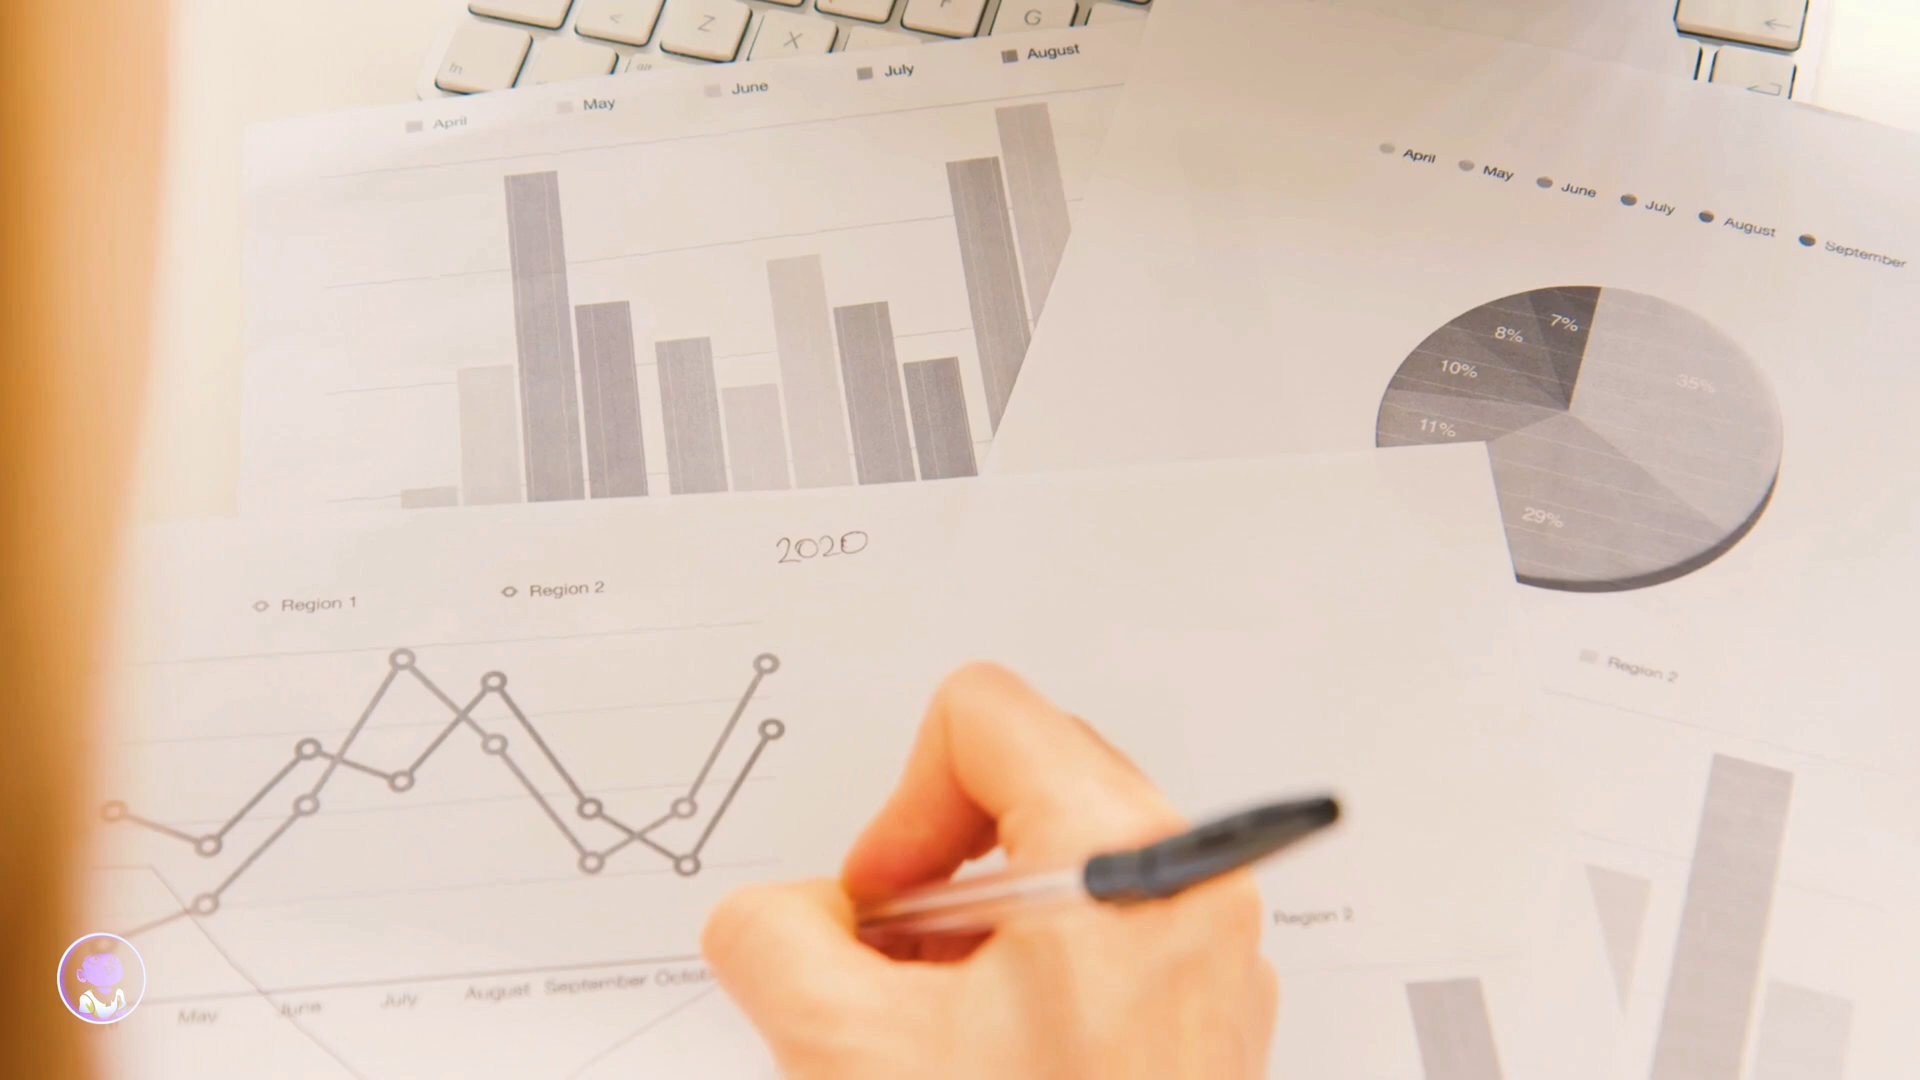 < Z X F G
fn
April May June July August
April May June July August September
7%
8%
35%
10%
11%
29%
2020
Region 1 Region 2
Region 2
Region 2
May June July August September